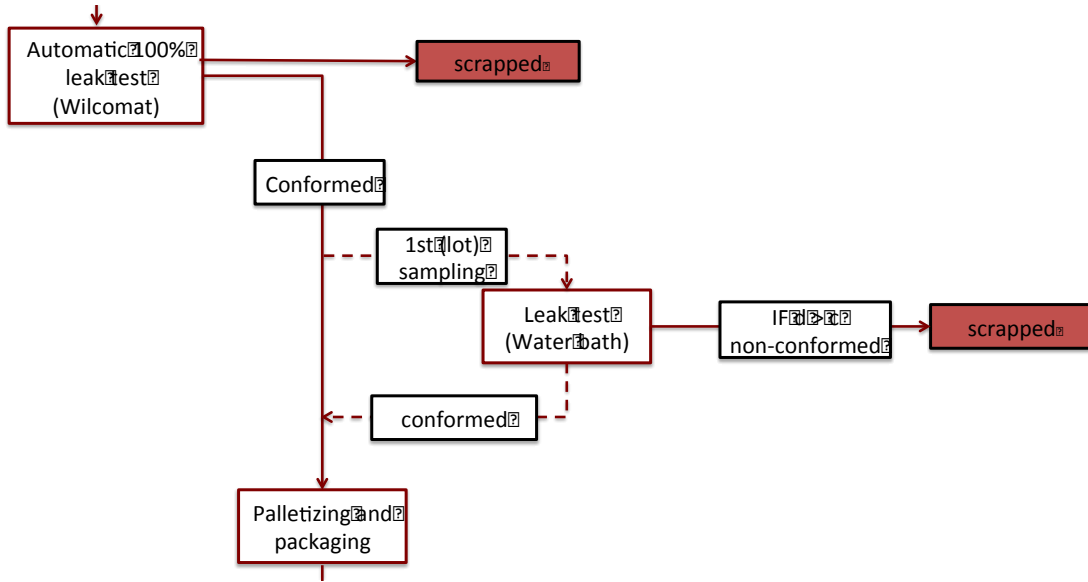 Automatic 100%
leak test
(Wilcomat)
scrapped
Conformed
1st (lot)
sampling
Leak test
(Water bath)
IF d > c
non-conformed
scrapped
conformed
Palletizing and
packaging